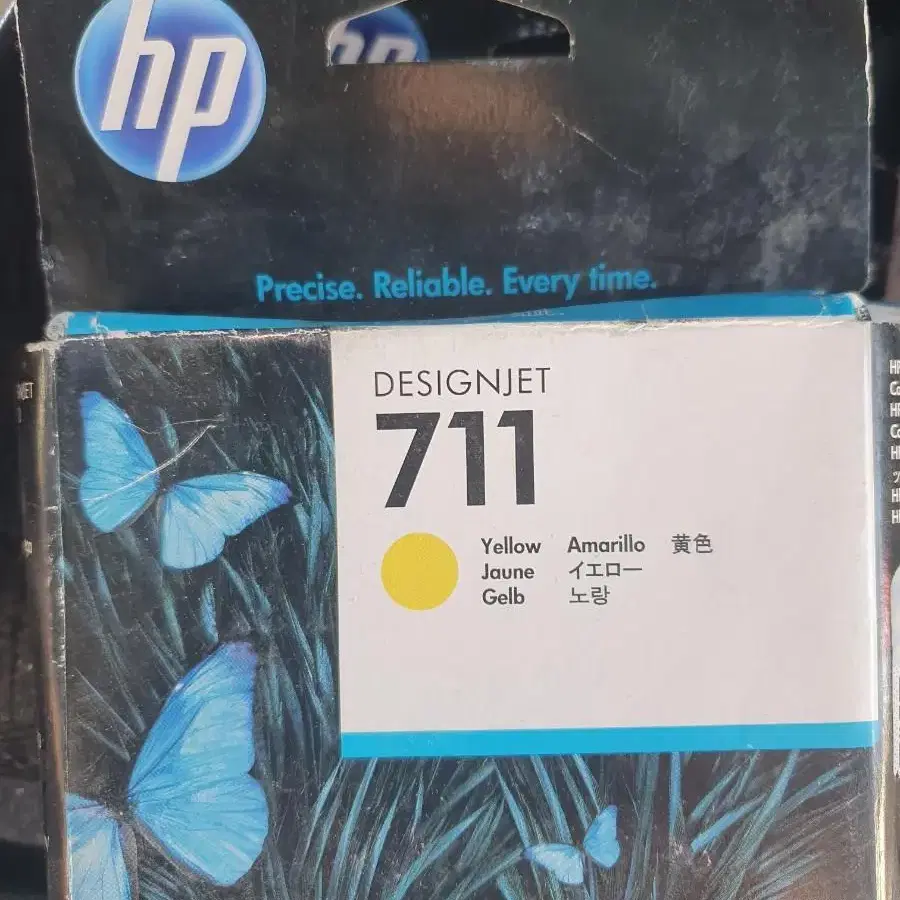 hp
hp
Precise. Reliable. Every time.
DESIGNJET
711
Yellow Amarillo 黄色
Jaune イエロー
Gelb 노랑